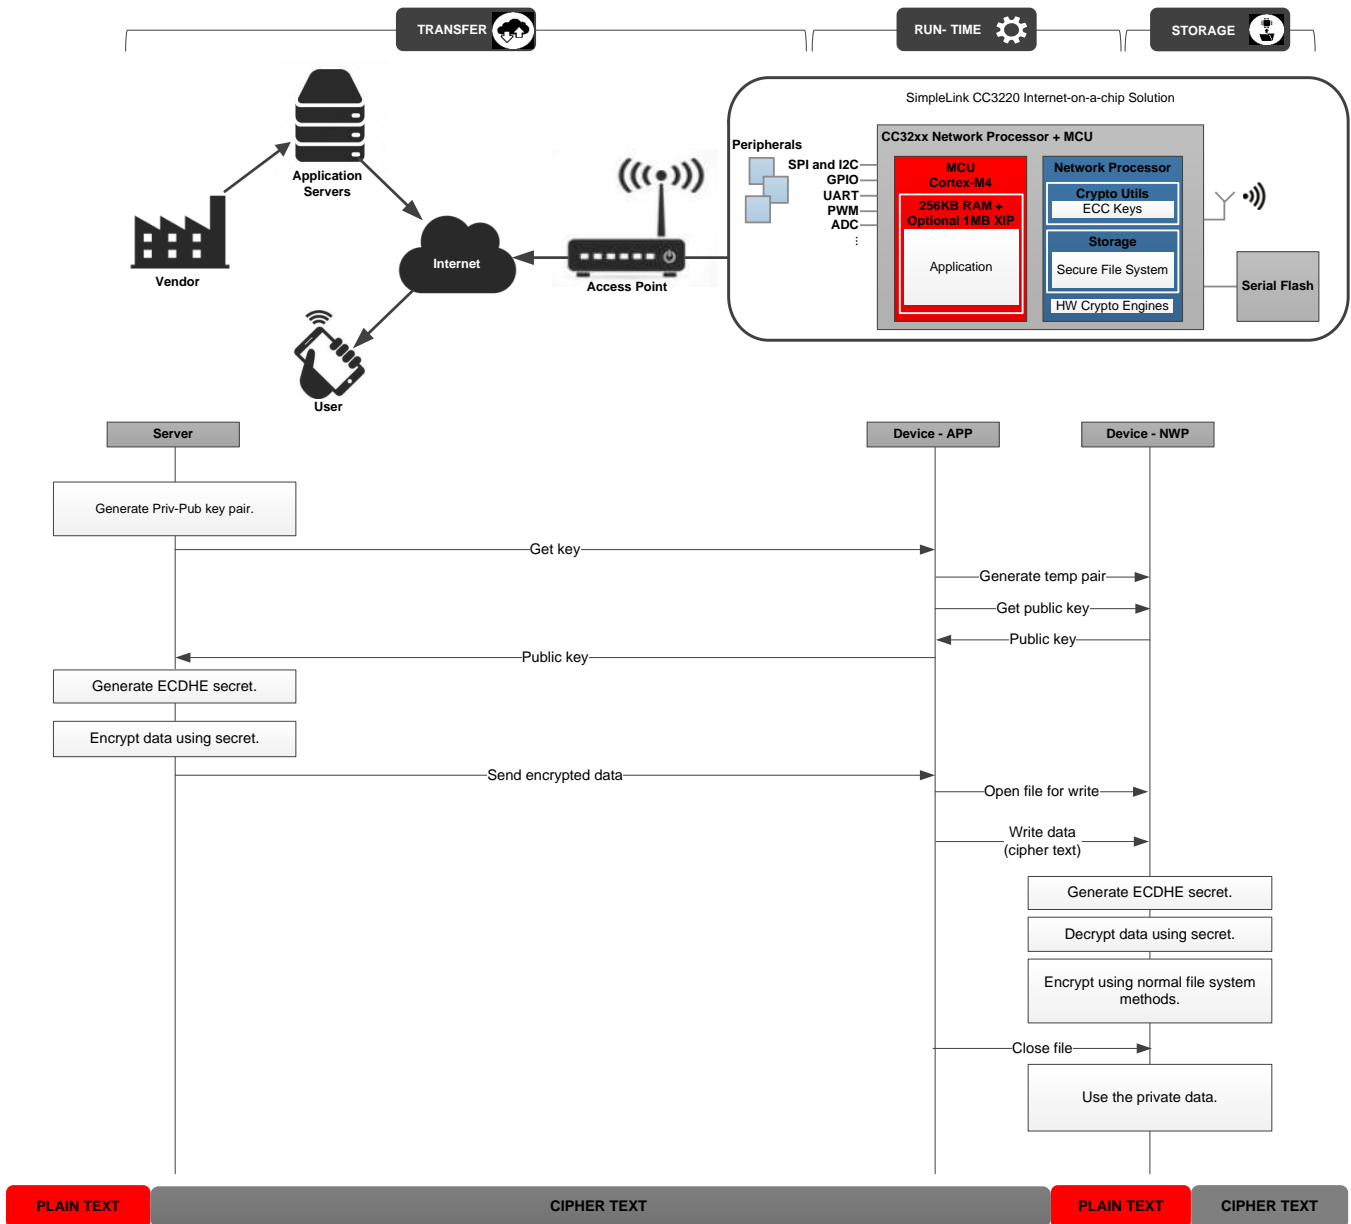 TRANSFER
RUN- TIME
STORAGE
SimpleLink CC3220 Internet-on-a-chip Solution
CC32xx Network Processor + MCU
Peripherals
SPI and I2C
GPIO
UART
PWM
ADC
...
MCU
Cortex-M4
256KB RAM +
Optional 1MB XIP
Application
Network Processor
Crypto Utils
ECC Keys
Storage
Secure File System
HW Crypto Engines
Serial Flash
Application
Servers
Vendor
Internet
Access Point
User
Server
Device - APP
Device - NWP
Generate Priv-Pub key pair.
Get key
Generate temp pair
Get public key
Public key
Public key
Generate ECDHE secret.
Encrypt data using secret.
Send encrypted data
Open file for write
Write data
(cipher text)
Generate ECDHE secret.
Decrypt data using secret.
Encrypt using normal file system
methods.
Close file
Use the private data.
PLAIN TEXT
CIPHER TEXT
PLAIN TEXT
CIPHER TEXT